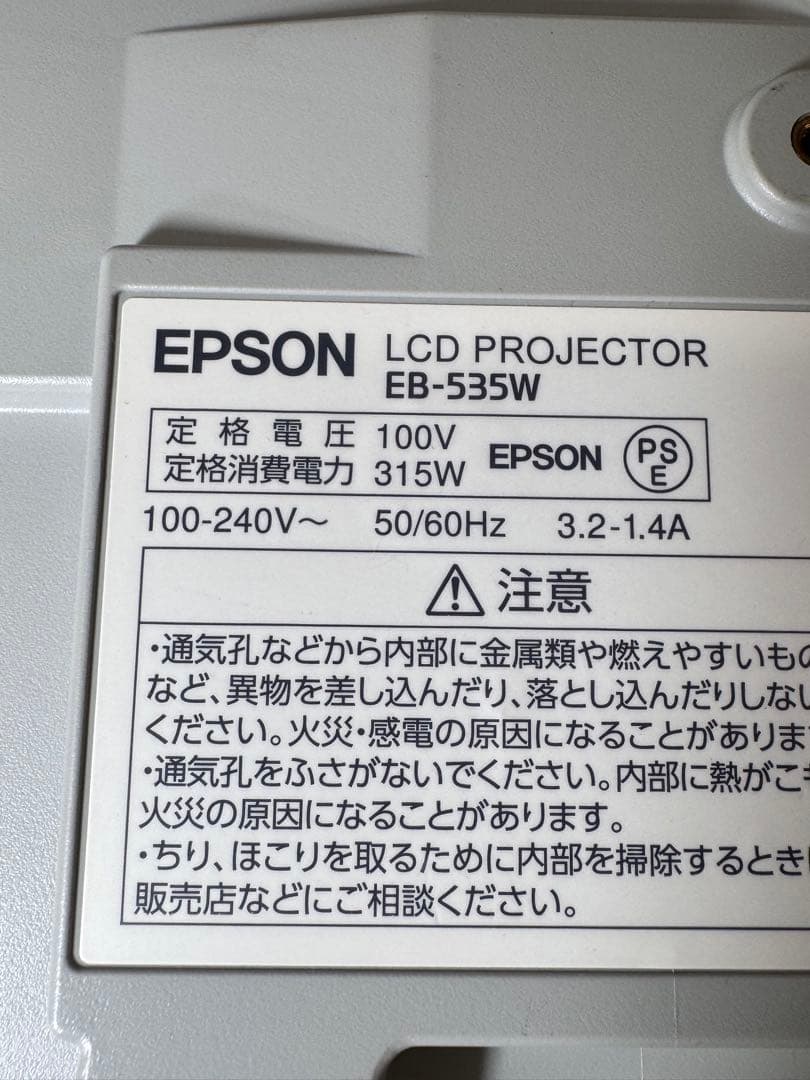 EPSON LCD PROJECTOR
EB-535W
定格電圧 100V EPSON PSE
定格消費電力 315W
100-240V～ 50/60Hz 3.2-1.4A
注意
・通気孔などから内部に金属類や燃えやすいもの
など、異物を差し込んだり、落とし込んだりしない
ください。火災・感電の原因になることがありま
・通気孔をふさがないでください。内部に熱がこ
火災の原因になることがあります。
・ちり、ほこりを取るために内部を掃除するとき
販売店などにご相談ください。